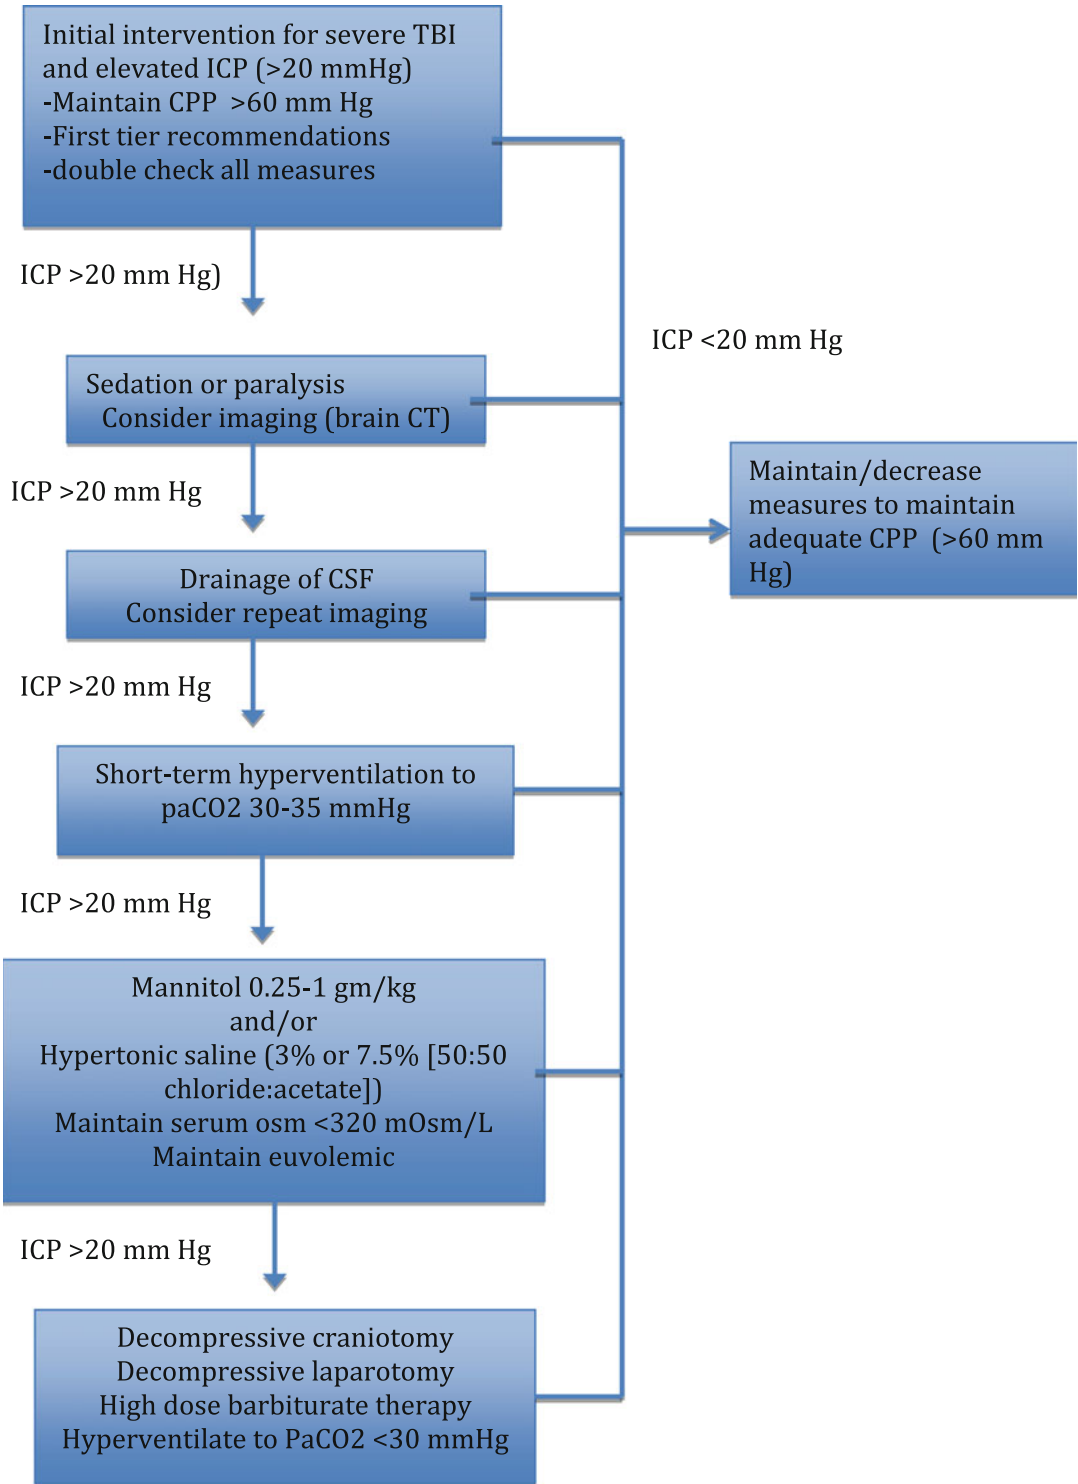 Initial intervention for severe TBI
and elevated ICP (>20 mmHg)
-Maintain CPP >60 mm Hg
-First tier recommendations
-double check all measures
ICP >20 mm Hg)
ICP <20 mm Hg
Sedation or paralysis
Consider imaging (brain CT)
Maintain/decrease
measures to maintain
adequate CPP (>60 mm
Hg)
ICP >20 mm Hg
Drainage of CSF
Consider repeat imaging
ICP >20 mm Hg
Short-term hyperventilation to
paCO2 30-35 mmHg
ICP >20 mm Hg
Mannitol 0.25-1 gm/kg
and/or
Hypertonic saline (3% or 7.5% [50:50
chloride:acetate])
Maintain serum osm <320 mOsm/L
Maintain euvolemic
ICP >20 mm Hg
Decompressive craniotomy
Decompressive laparotomy
High dose barbiturate therapy
Hyperventilate to PaCO2 <30 mmHg